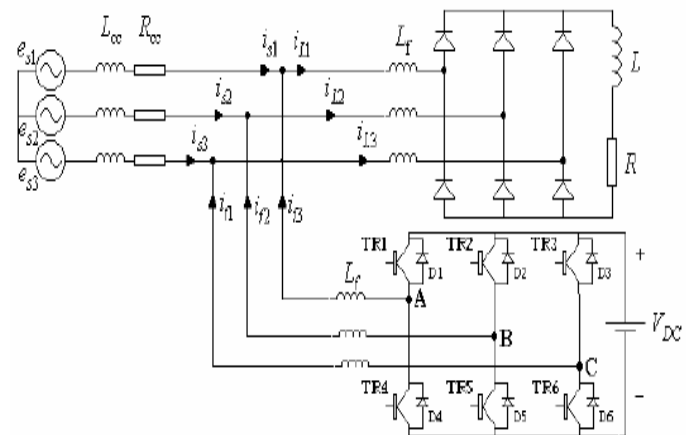 L_cc R_cc i_s1 i_l1 L_f
e_s1
L
i_s2 i_l2
e_s2
i_s3 i_l3
e_s3
R
i_f1 i_f2 i_f3
TR1 TR2 TR3
+
D1 D2 D3
L_f A
V_DC
B
C
TR4 TR5 TR6
−
D4 D5 D6